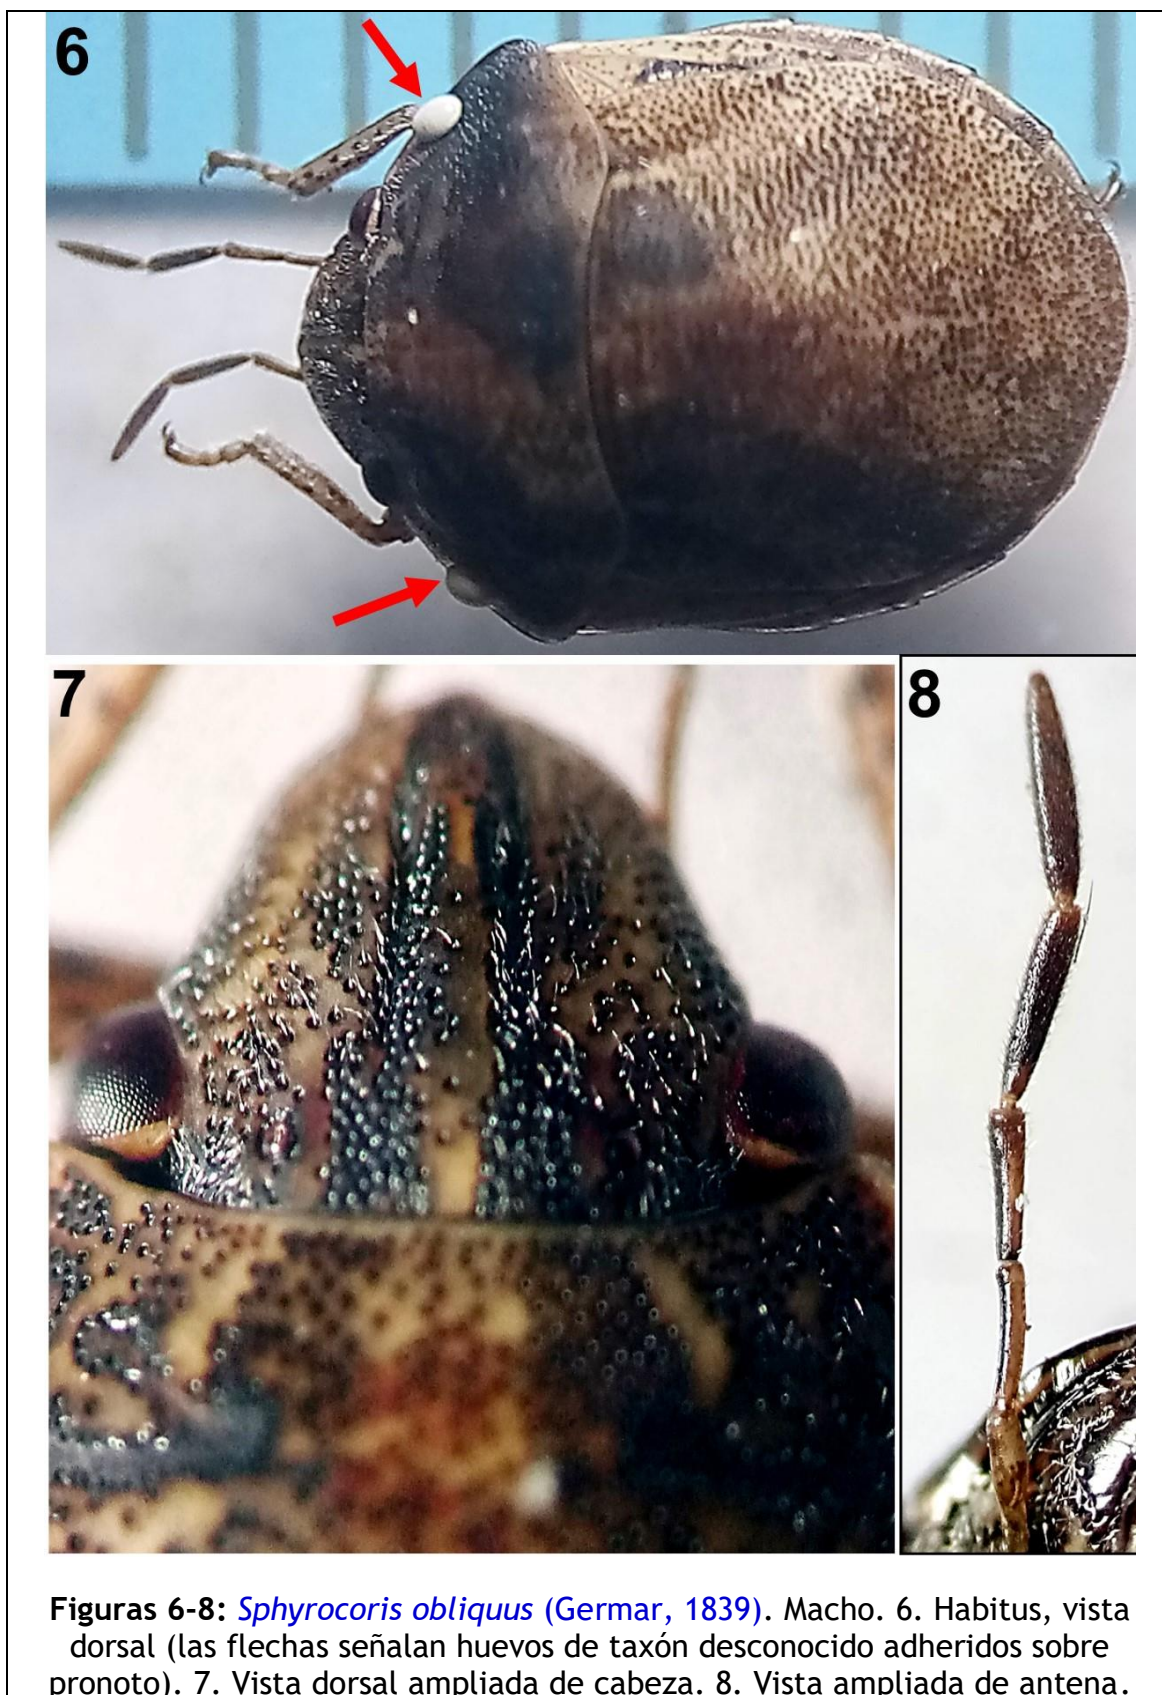 6
7
8
Figuras 6-8: Sphyrocoris obliquus (Germar, 1839). Macho. 6. Habitus, vista
dorsal (las flechas señalan huevos de taxón desconocido adheridos sobre
pronoto). 7. Vista dorsal ampliada de cabeza. 8. Vista ampliada de antena.